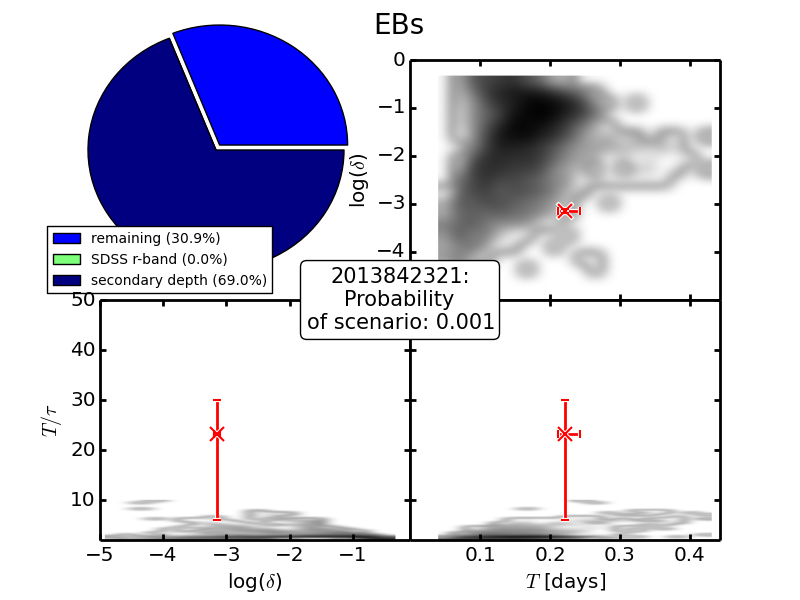 EBs
remaining (30.9%)
SDSS r-band (0.0%)
secondary depth (69.0%)
0
−1
−2
−3
−4
log(δ)
2013842321:
Probability
of scenario: 0.001
50
40
30
20
10
T/τ
−5 −4 −3 −2 −1
log(δ)
0.1 0.2 0.3 0.4
T [days]